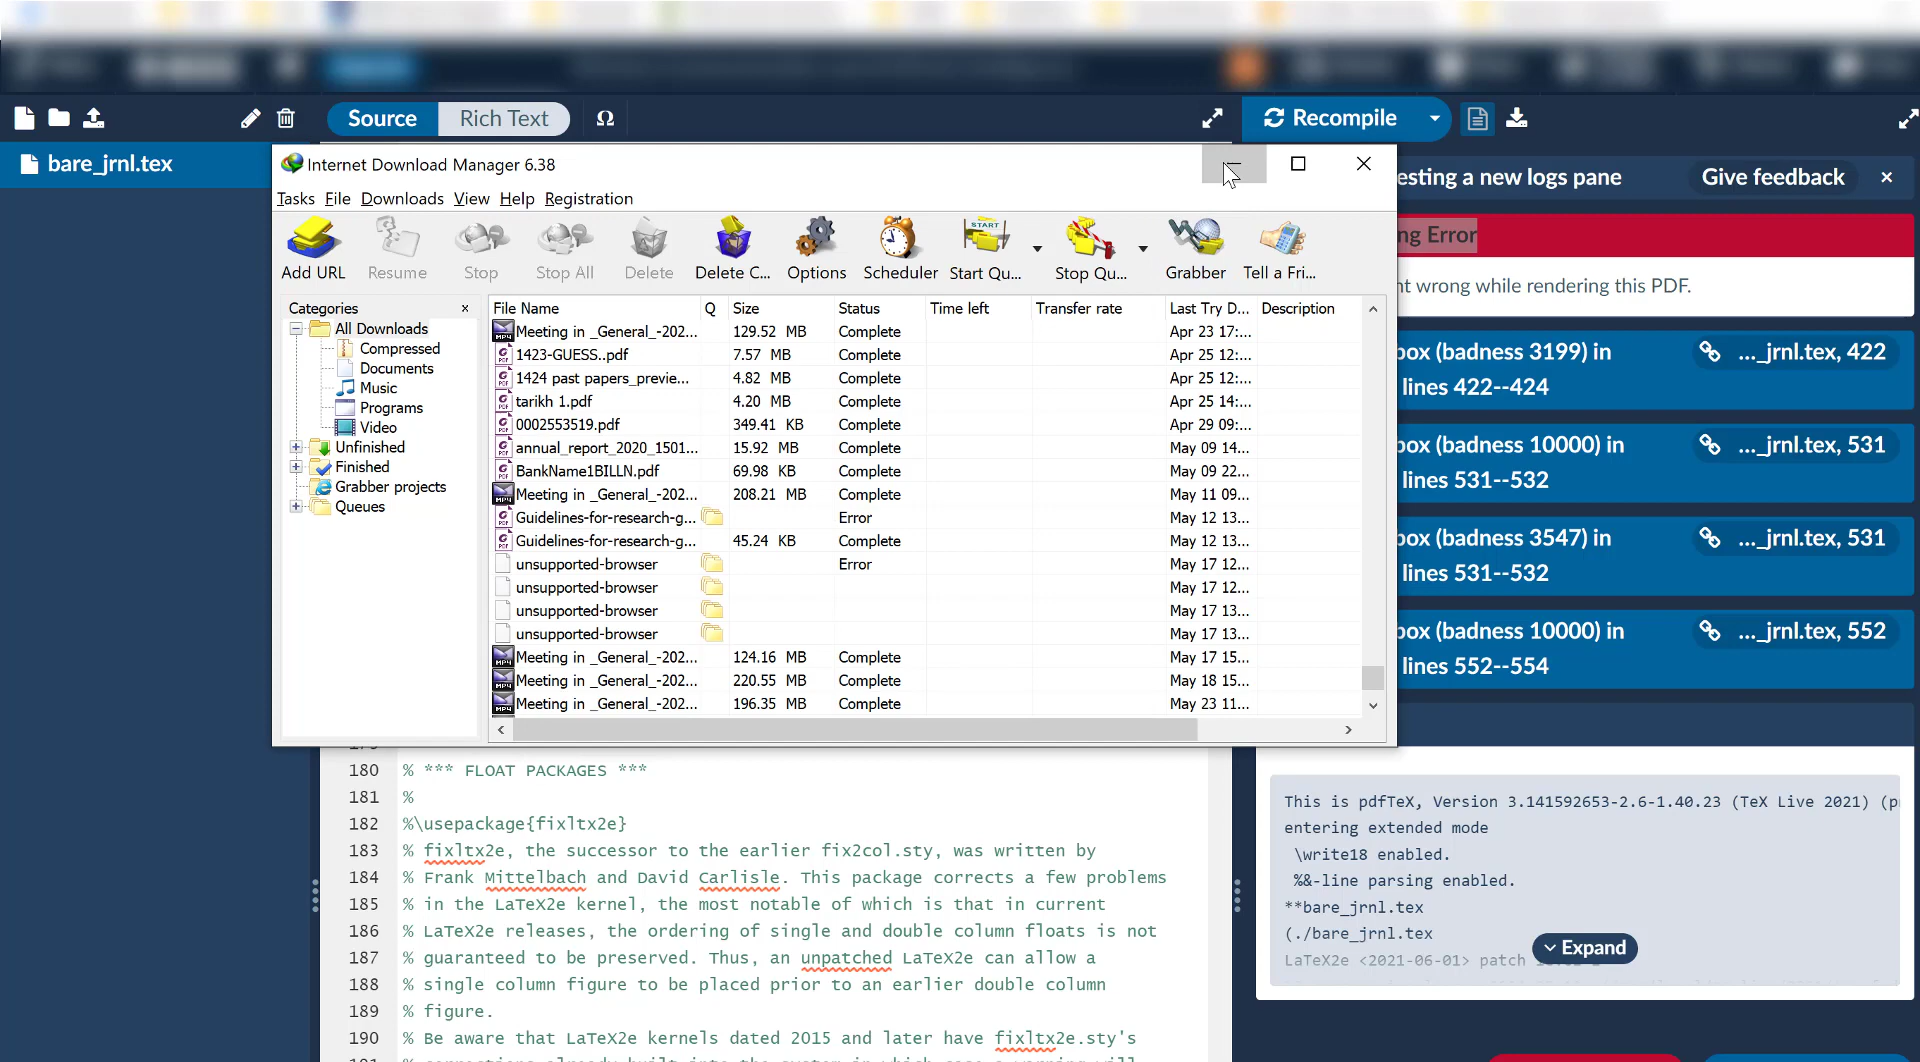 Source
Rich Text
Ω
Recompile
bare_jrnl.tex
Internet Download Manager 6.38
Tasks File Downloads View Help Registration
Add URL
Resume
Stop
Stop All
Delete
Delete C...
Options
Scheduler
Start Qu...
Stop Qu...
Grabber
Tell a Fri...
Categories
All Downloads
Compressed
Documents
Music
Programs
Video
Unfinished
Finished
Grabber projects
Queues
File Name Q Size Status Time left Transfer rate Last Try D... Description
Meeting in _General_-202... 129.52 MB Complete Apr 23 17:...
1423-GUESS..pdf 7.57 MB Complete Apr 25 12:...
1424 past papers_previe... 4.82 MB Complete Apr 25 12:...
tarikh 1.pdf 4.20 MB Complete Apr 25 14:...
0002553519.pdf 349.41 KB Complete Apr 29 09:...
annual_report_2020_1501... 15.92 MB Complete May 09 14...
BankName1BILLN.pdf 69.98 KB Complete May 09 22...
Meeting in _General_-202... 208.21 MB Complete May 11 09...
Guidelines-for-research-g... Error May 12 13...
Guidelines-for-research-g... 45.24 KB Complete May 12 13...
unsupported-browser Error May 17 12...
unsupported-browser May 17 12...
unsupported-browser May 17 13...
unsupported-browser May 17 13...
Meeting in _General_-202... 124.16 MB Complete May 17 15...
Meeting in _General_-202... 220.55 MB Complete May 18 15...
Meeting in _General_-202... 196.35 MB Complete May 23 11...
esting a new logs pane
Give feedback
ng Error
nt wrong while rendering this PDF.
box (badness 3199) in
lines 422--424
..._jrnl.tex, 422
box (badness 10000) in
lines 531--532
..._jrnl.tex, 531
box (badness 3547) in
lines 531--532
..._jrnl.tex, 531
box (badness 10000) in
lines 552--554
..._jrnl.tex, 552
180 % *** FLOAT PACKAGES ***
181 %
182 %\usepackage{fixltx2e}
183 % fixltx2e, the successor to the earlier fix2col.sty, was written by
184 % Frank Mittelbach and David Carlisle. This package corrects a few problems
185 % in the LaTeX2e kernel, the most notable of which is that in current
186 % LaTeX2e releases, the ordering of single and double column floats is not
187 % guaranteed to be preserved. Thus, an unpatched LaTeX2e can allow a
188 % single column figure to be placed prior to an earlier double column
189 % figure.
190 % Be aware that LaTeX2e kernels dated 2015 and later have fixltx2e.sty's
This is pdfTeX, Version 3.141592653-2.6-1.40.23 (TeX Live 2021) (p
entering extended mode
\write18 enabled.
%&-line parsing enabled.
**bare_jrnl.tex
(./bare_jrnl.tex
LaTeX2e <2021-06-01> patch
Expand